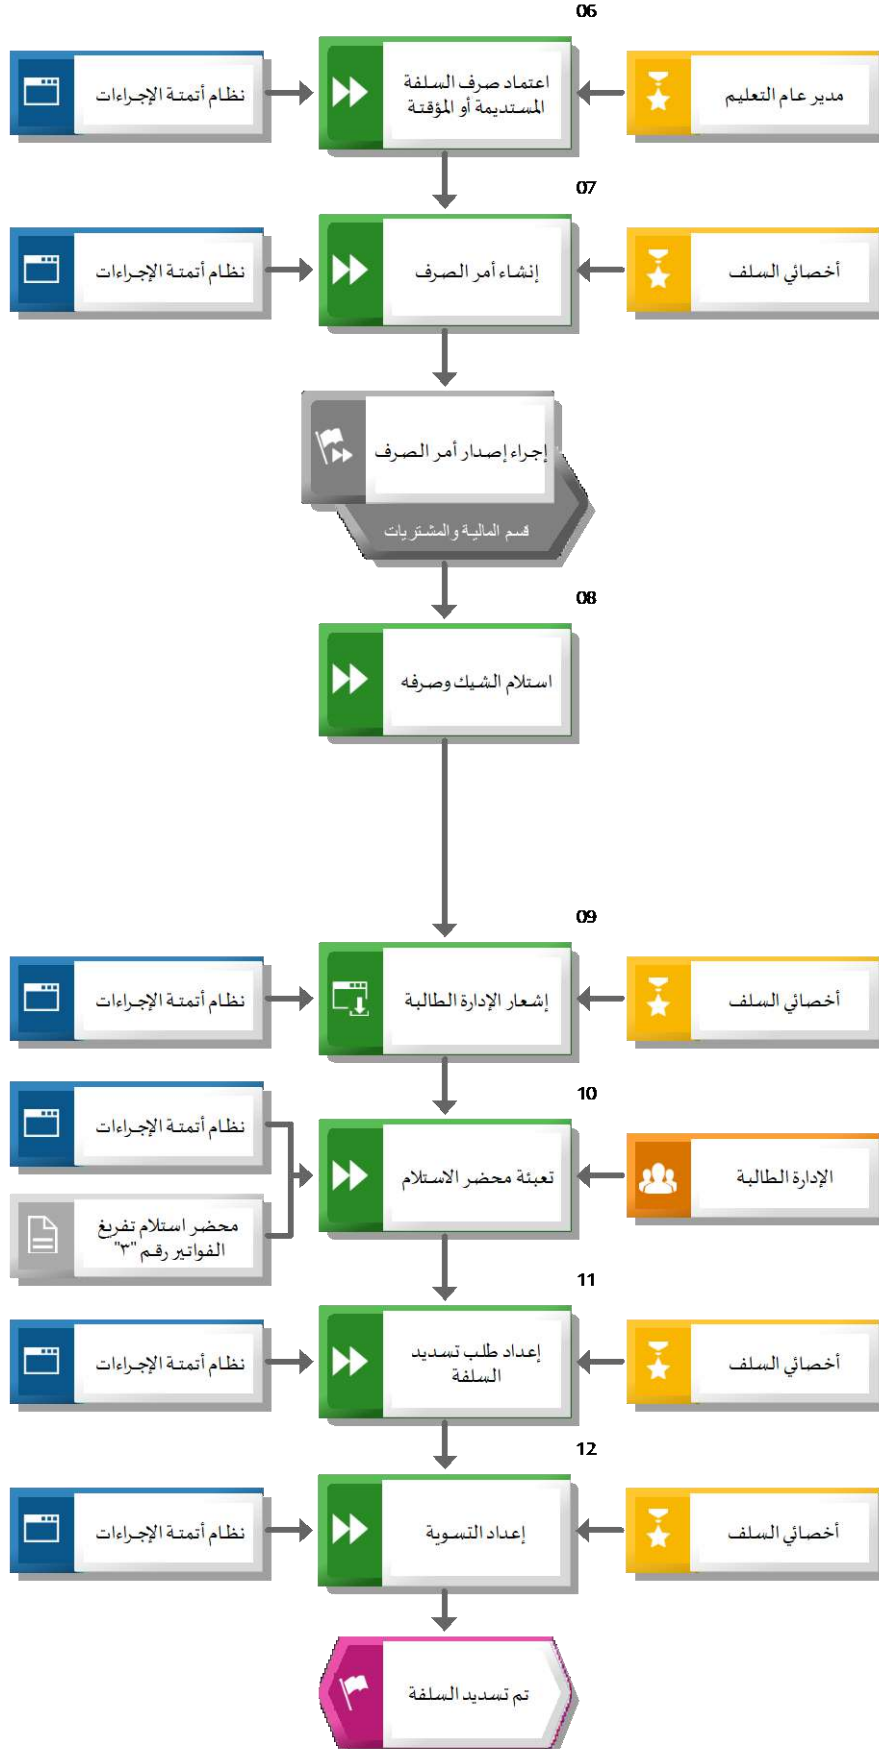 06
مدير عام التعليم
اعتماد صرف السلفة
المستديمة أو المؤقتة
نظام أتمتة الإجراءات
07
أخصائي السلف
إنشاء أمر الصرف
نظام أتمتة الإجراءات
إجراء إصدار أمر الصرف
قسم المالية والمشتريات
08
استلام الشيك وصرفه
09
أخصائي السلف
إشعار الإدارة الطالبة
نظام أتمتة الإجراءات
10
الإدارة الطالبة
تعبئة محضر الاستلام
نظام أتمتة الإجراءات
محضر استلام تفريغ
الفواتير رقم "٣"
11
أخصائي السلف
إعداد طلب تسديد
السلفة
نظام أتمتة الإجراءات
12
أخصائي السلف
إعداد التسوية
نظام أتمتة الإجراءات
تم تسديد السلفة